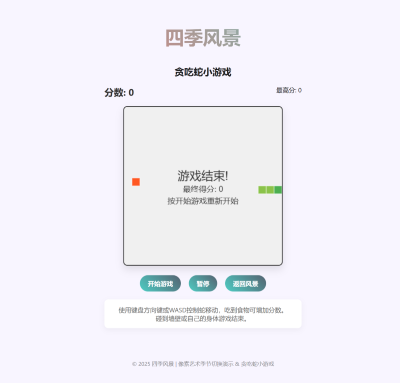 四季风景
贪吃蛇小游戏
分数: 0
最高分: 0
游戏结束!
最终得分: 0
按开始游戏重新开始
开始游戏
暂停
返回风景
使用键盘方向键或WASD控制蛇移动，吃到食物可增加分数。
碰到墙壁或自己的身体游戏结束。
© 2025 四季风景 | 像素艺术季节切换演示 & 贪吃蛇小游戏